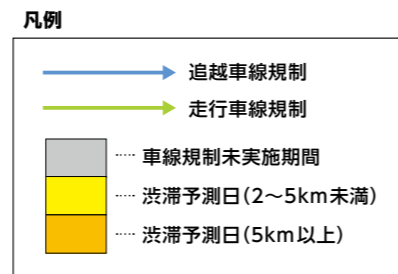 凡例
追越車線規制
走行車線規制
車線規制未実施期間
渋滞予測日(2～5km未満)
渋滞予測日(5km以上)